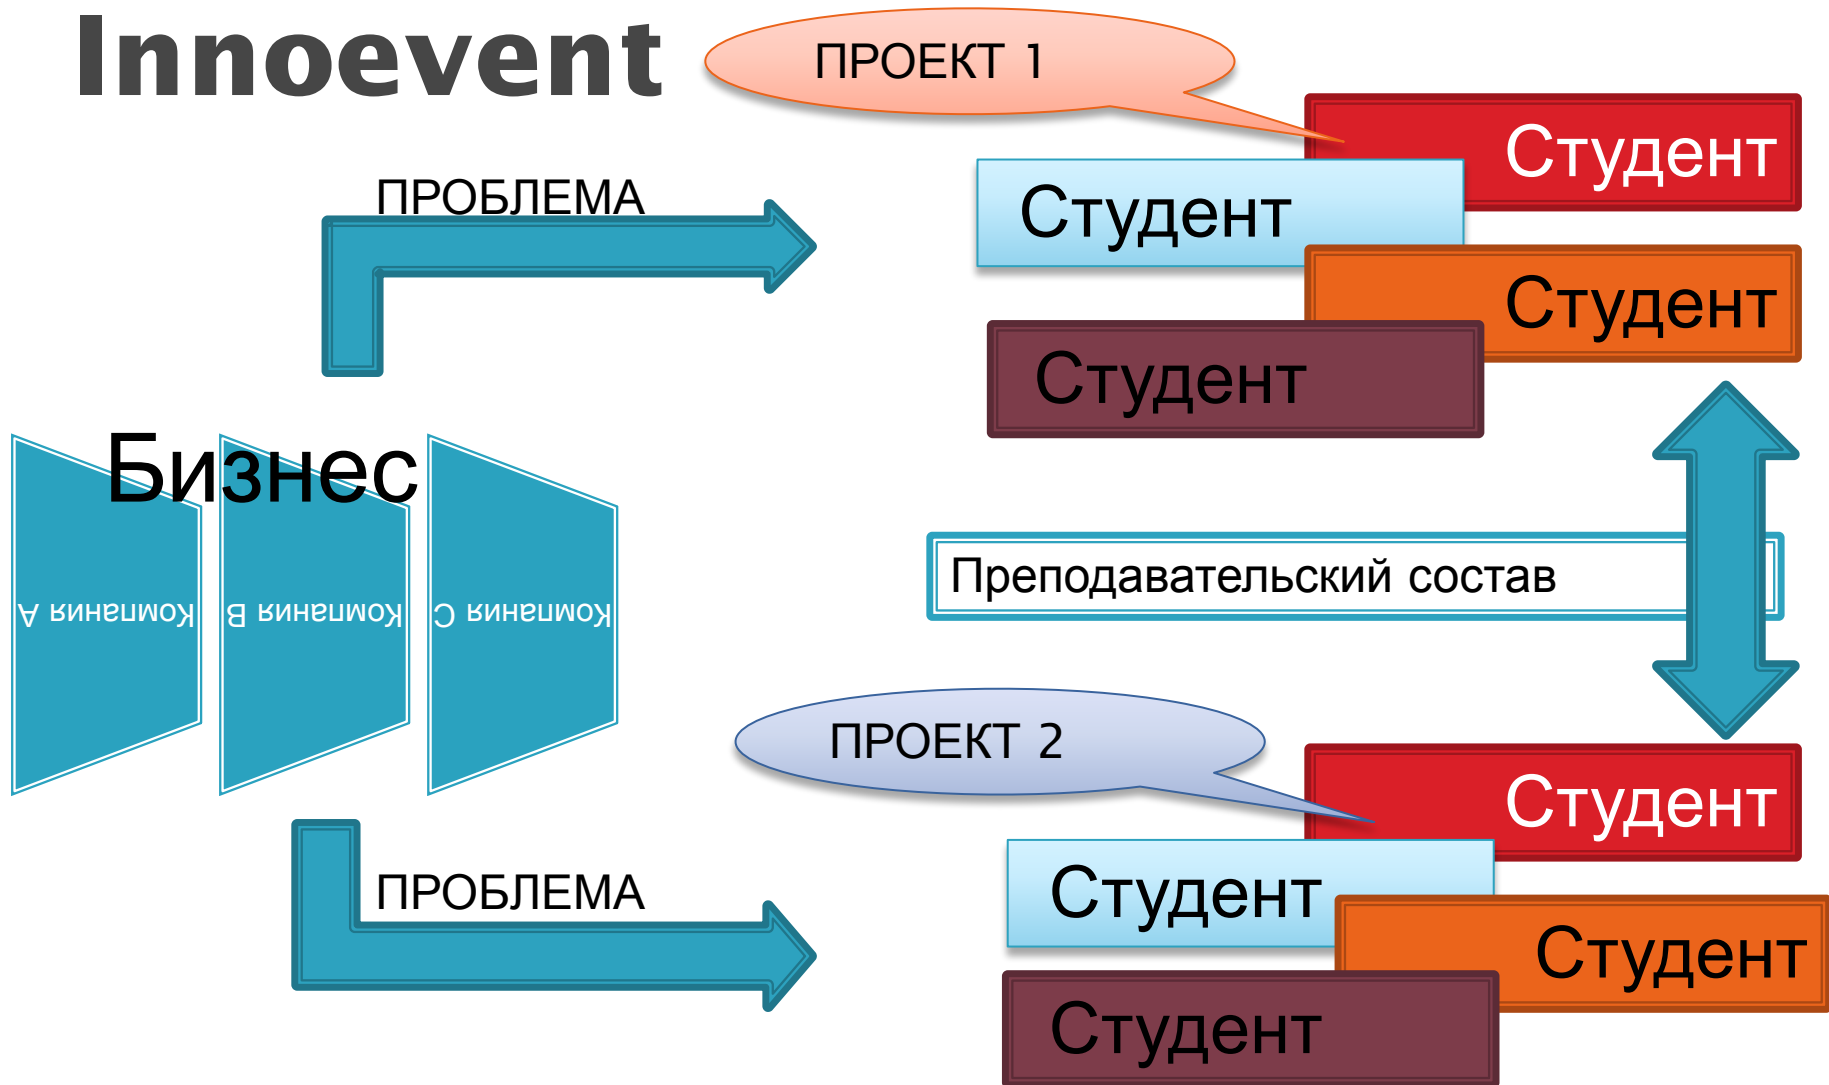 Innoevent
ПРОЕКТ 1
Студент
ПРОБЛЕМА
Студент
Студент
Студент
Бизнес
Компания A
Компания B
Компания C
Преподавательский состав
ПРОЕКТ 2
Студент
ПРОБЛЕМА
Студент
Студент
Студент